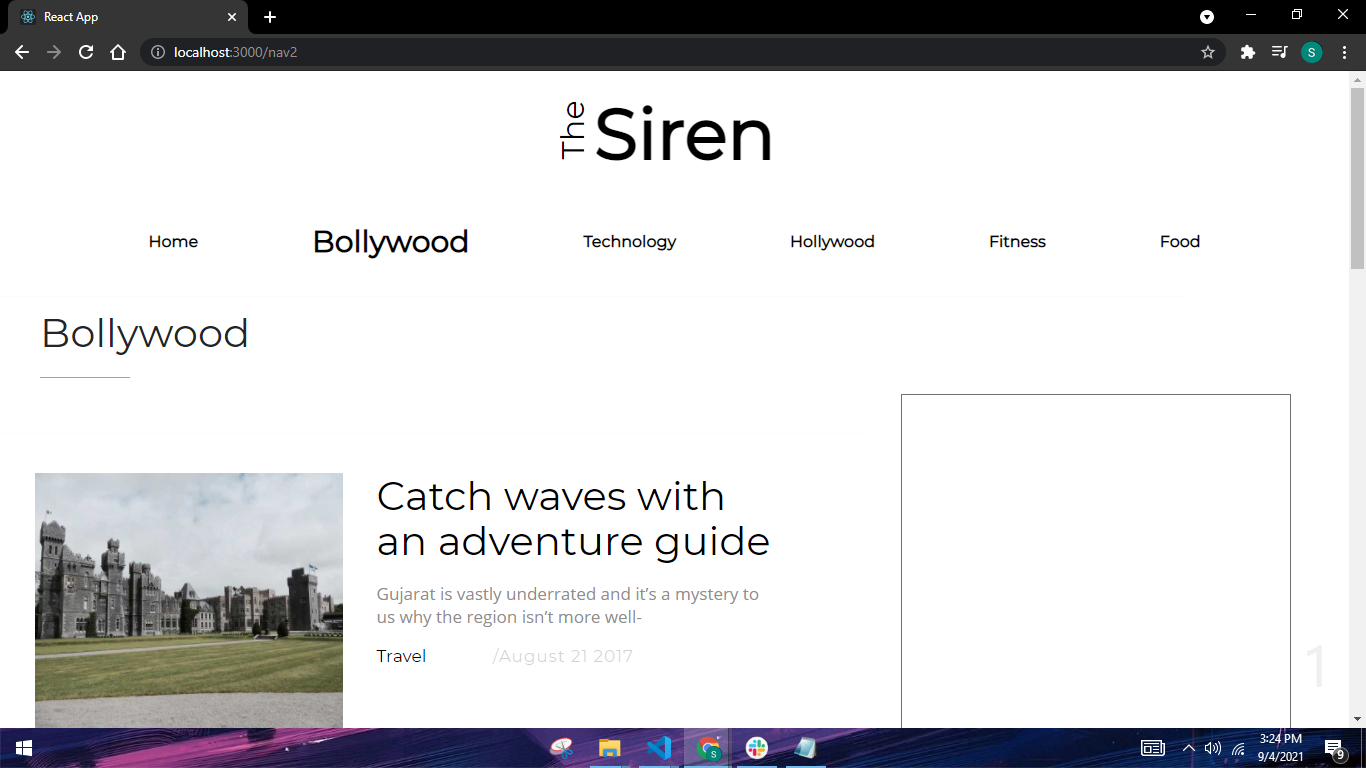 React App
localhost:3000/nav2
S
The
Siren
Home Bollywood Technology Hollywood Fitness Food
Bollywood
Catch waves with
an adventure guide
Gujarat is vastly underrated and it’s a mystery to
us why the region isn’t more well-
Travel /August 21 2017
1
S
3:24 PM
9/4/2021
9